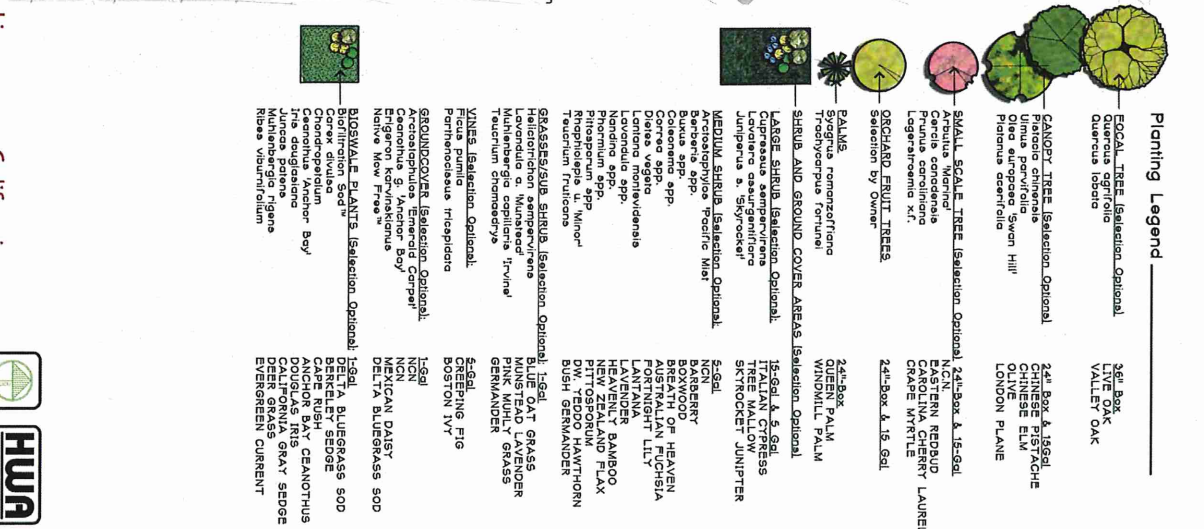 Planting Legend
FOCAL TREE (Selection Optional) 36" Box
Quercus agrifolia LIVE OAK
Quercus lobata VALLEY OAK
CANOPY TREE (Selection Optional) 24" Box & 15Gal
Pistacia chinensis CHINESE PISTACHE
Ulmus parvifolia CHINESE ELM
Olea europaea 'Swan Hill' OLIVE
Platanus acerifolia LONDON PLANE
SMALL SCALE TREE (Selection Optional) 24"-Box & 15-Gal
Arbutus 'Marina' N.C.N.
Cercis canadensis EASTERN REDBUD
Prunus caroliniana CAROLINA CHERRY LAUREL
Lagerstroemia x.f. CRAPE MYRTLE
ORCHARD FRUIT TREES 24"-Box & 15 Gal
Selection by Owner
PALMS 24"-Box
Syagrus romanzoffiana QUEEN PALM
Trachycarpus fortunei WINDMILL PALM
SHRUB AND GROUND COVER AREAS (Selection Optional)
LARGE SHRUB (Selection Optional): 15-Gal & 5 Gal
Cupressus sempervirens ITALIAN CYPRESS
Lavatera assurgentiflora TREE MALLOW
Juniperus s. 'Skyrocket' SKYROCKET JUNIPTER
MEDIUM SHRUB (Selection Optional): 5-Gal
Arctostaphylos 'Pacific Mist NCN
Berberis spp. BARBERRY
Buxus spp. BOXWOOD
Coleonema spp. BREATH OF HEAVEN
Correa spp. AUSTRALIAN FUCHSIA
Dietes vegeta FORTNIGHT LILY
Lantana montevidensis LANTANA
Lavandula spp. LAVENDER
Nandina spp. HEAVENLY BAMBOO
Phormium spp. NEW ZEALAND FLAX
Pittosporum spp PITTOSPORUM
Rhaphiolepis u. 'Minor' DW. YEDDO HAWTHORN
Teucrium fruticans BUSH GERMANDER
GRASSES/SUB SHRUB (Selection Optional): 1-Gal
Helictotrichon sempervirens BLUE OAT GRASS
Lavandula 'Munstead' MUNSTEAD LAVENDER
Muhlenbergia capillaris 'Irvine' PINK MUHLY GRASS
Teucrium chamaedrys GERMANDER
VINES (Selection Optional): 5-Gal
Ficus pumila CREEPING FIG
Parthenocissus tricspidata BOSTON IVY
GROUNDCOVER (Selection Optional): 1-Gal
Arctostaphulos 'Emerald Carpet' NCN
Ceanothus g. 'Anchor Bay' NCN
Erigeron karvinskianus MEXICAN DAISY
Native Mow Free™ DELTA BLUEGRASS SOD
BIOSWALE PLANTS (Selection Optional): 1-Gal
Biofiltration Sod™ DELTA BLUEGRASS SOD
Carex divulsa BERKELEY SEDGE
Chondropetalum CAPE RUSH
Ceanothus 'Anchor Bay' ANCHOR BAY CEANOTHUS
Iris douglasiana DOUGLAS IRIS
Juncas patens CALIFORNIA GRAY SEDGE
Muhlenbergia rigens DEER GRASS
Ribes viburnifolium EVERGREEN CURRENT
HWA